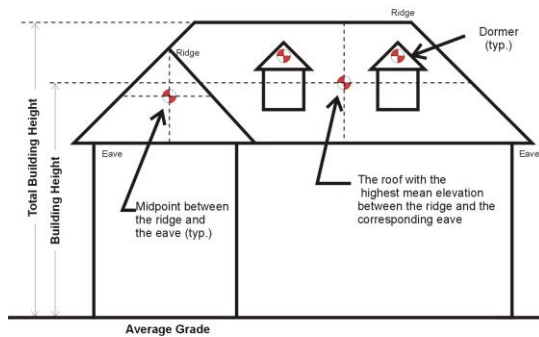 Ridge
Dormer
(typ.)
Ridge
Total Building Height
Building Height
Eave
Eave
Midpoint between
the ridge and
the eave (typ.)
The roof with the
highest mean elevation
between the ridge and the
corresponding eave
Average Grade